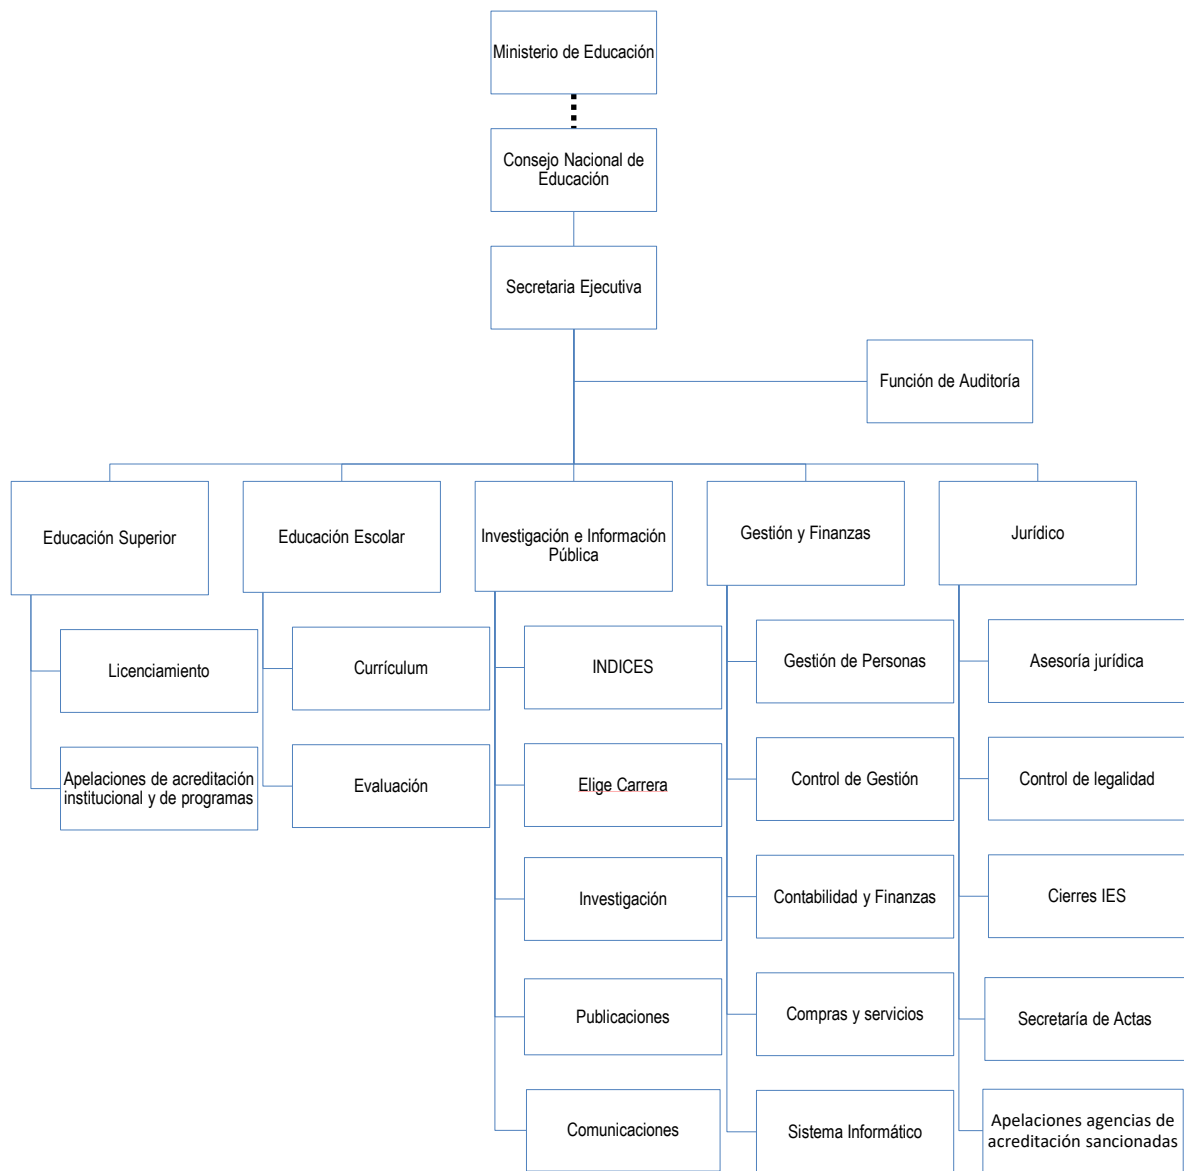 Ministerio de Educación
Consejo Nacional de
Educación
Secretaria Ejecutiva
Función de Auditoría
Educación Superior
Educación Escolar
Investigación e Información
Pública
Gestión y Finanzas
Jurídico
Licenciamiento
Apelaciones de acreditación
institucional y de programas
Currículum
Evaluación
INDICES
Elige Carrera
Investigación
Publicaciones
Comunicaciones
Gestión de Personas
Control de Gestión
Contabilidad y Finanzas
Compras y servicios
Sistema Informático
Asesoría jurídica
Control de legalidad
Cierres IES
Secretaría de Actas
Apelaciones agencias de
acreditación sancionadas